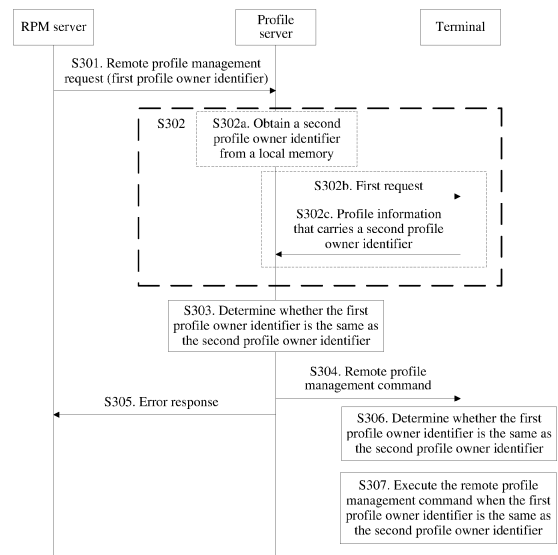 RPM server
Profile
server
Terminal
S301. Remote profile management
request (first profile owner identifier)
S302
S302a. Obtain a second
profile owner identifier
from a local memory
S302b. First request
S302c. Profile information
that carries a second profile
owner identifier
S303. Determine whether the first
profile owner identifier is the same as
the second profile owner identifier
S304. Remote profile
management command
S305. Error response
S306. Determine whether the first
profile owner identifier is the same as
the second profile owner identifier
S307. Execute the remote profile
management command when the first
profile owner identifier is the same as
the second profile owner identifier